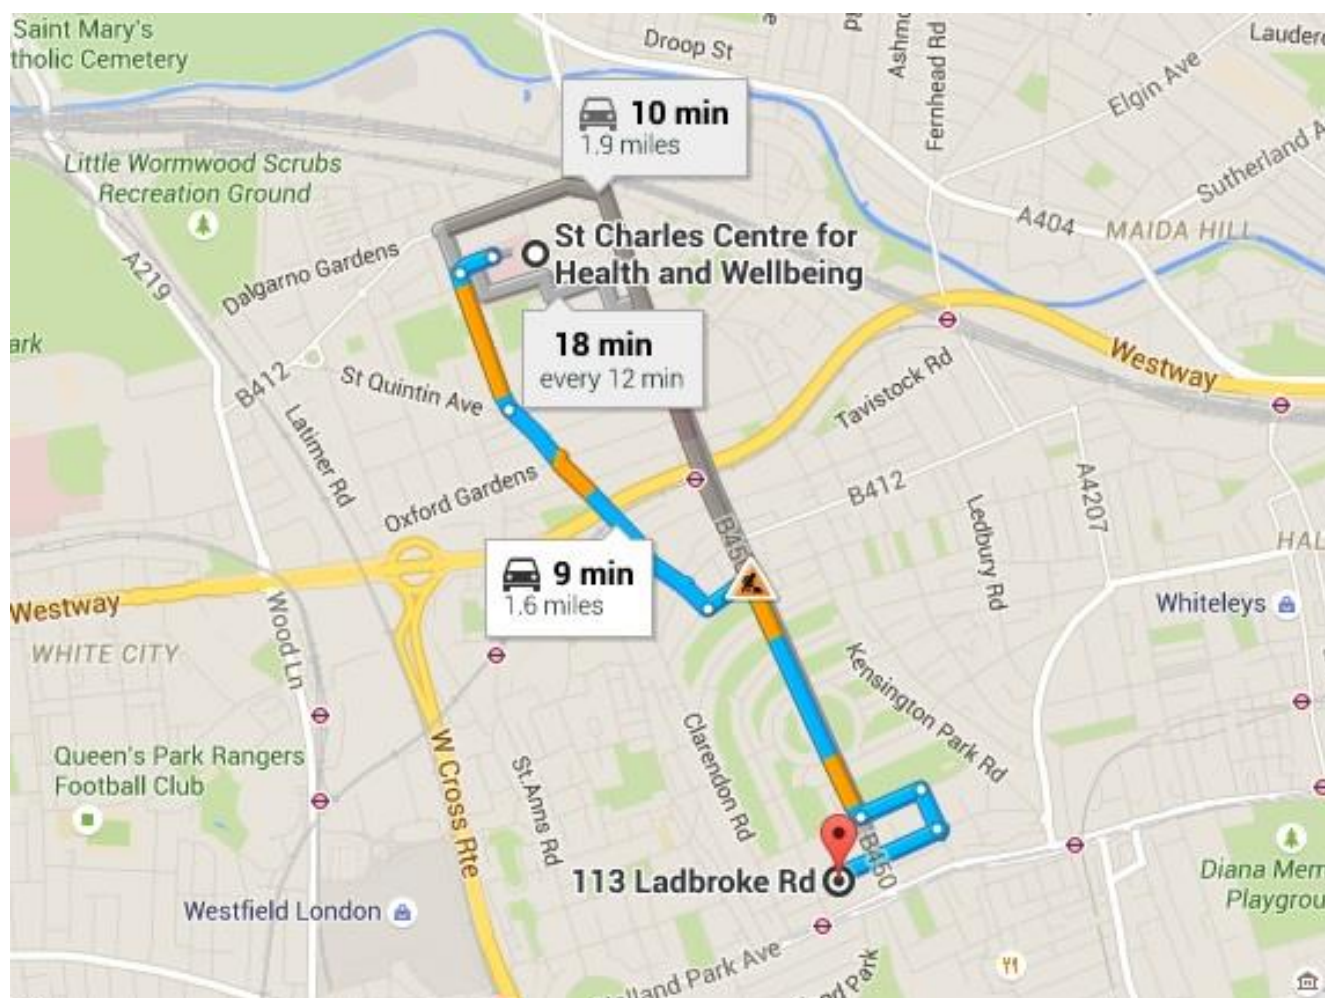 Saint Mary's
tholic Cemetery
Droop St
Ashmo
Fernhead Rd
Lauder
Elgin Ave
Sutherland A
10 min
1.9 miles
Little Wormwood Scrubs
Recreation Ground
A404
MAIDA HILL
A219
Dalgarno Gardens
St Charles Centre for
Health and Wellbeing
ark
18 min
every 12 min
Westway
B412
St Quintin Ave
Tavistock Rd
Latimer Rd
Oxford Gardens
B412
A4207
Ledbury Rd
B450
HAL
9 min
1.6 miles
Westway
Whiteleys
WHITE CITY
Wood Ln
Kensington Park Rd
Clarendon Rd
Queen's Park Rangers
Football Club
W Cross Rte
St.Anns Rd
B450
113 Ladbroke Rd
Diana Mem
Playgrou
Westfield London
olland Park Ave
nd Park